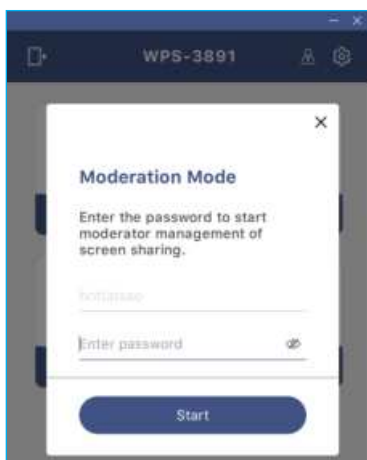 WPS-3891
Moderation Mode
Enter the password to start
moderator management of
screen sharing.
Enter password
Start